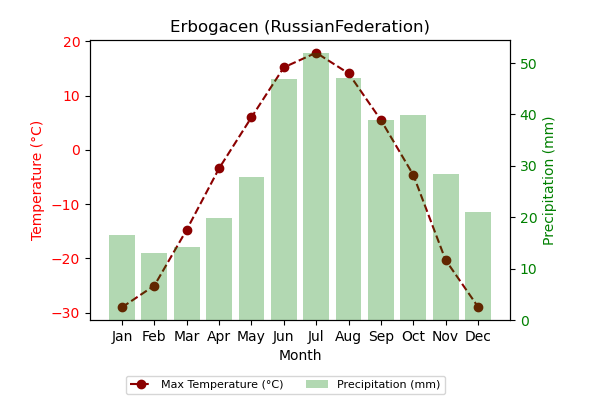 Erbogacen (RussianFederation)
20
10
0
−10
−20
−30
Temperature (°C)
50
40
30
20
10
0
Precipitation (mm)
Jan Feb Mar Apr May Jun Jul Aug Sep Oct Nov Dec
Month
Max Temperature (°C) Precipitation (mm)